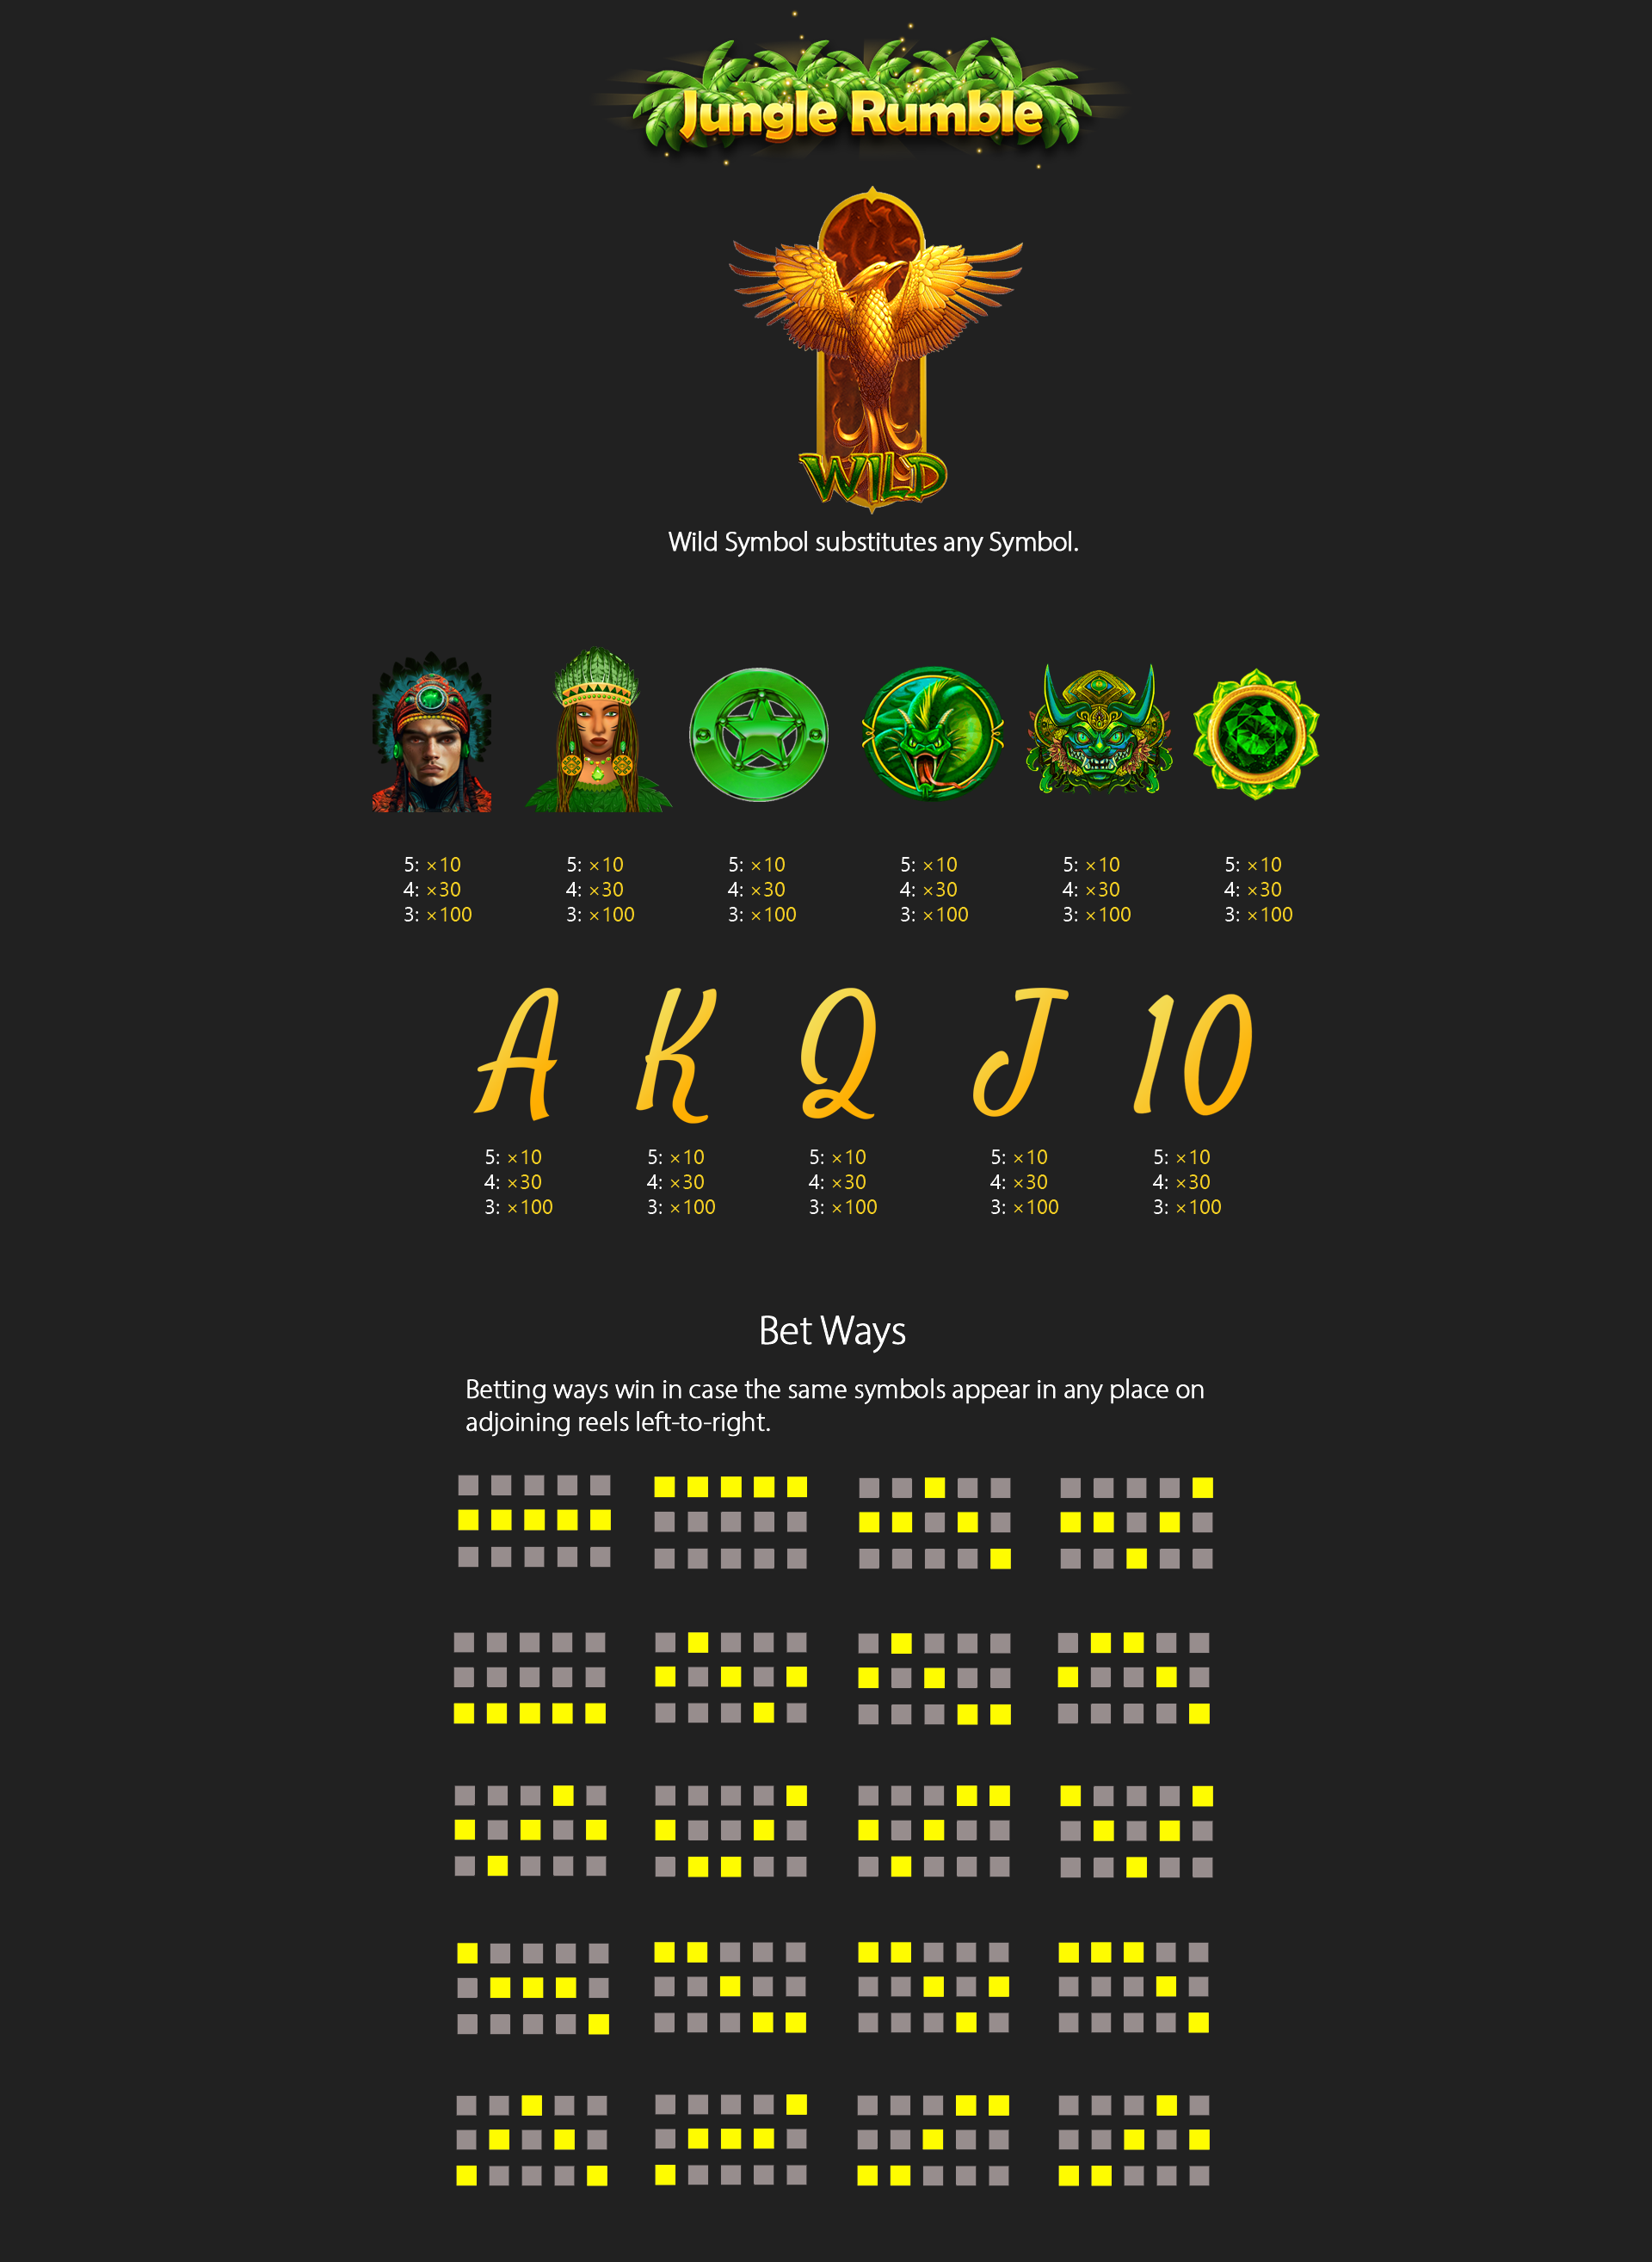 Jungle Rumble
WILD
Wild Symbol substitutes any Symbol.
5: ×10 5: ×10 5: ×10 5: ×10 5: ×10 5: ×10
4: ×30 4: ×30 4: ×30 4: ×30 4: ×30 4: ×30
3: ×100 3: ×100 3: ×100 3: ×100 3: ×100 3: ×100
A K Q J 10
5: ×10 5: ×10 5: ×10 5: ×10 5: ×10
4: ×30 4: ×30 4: ×30 4: ×30 4: ×30
3: ×100 3: ×100 3: ×100 3: ×100 3: ×100
Bet Ways
Betting ways win in case the same symbols appear in any place on
adjoining reels left-to-right.